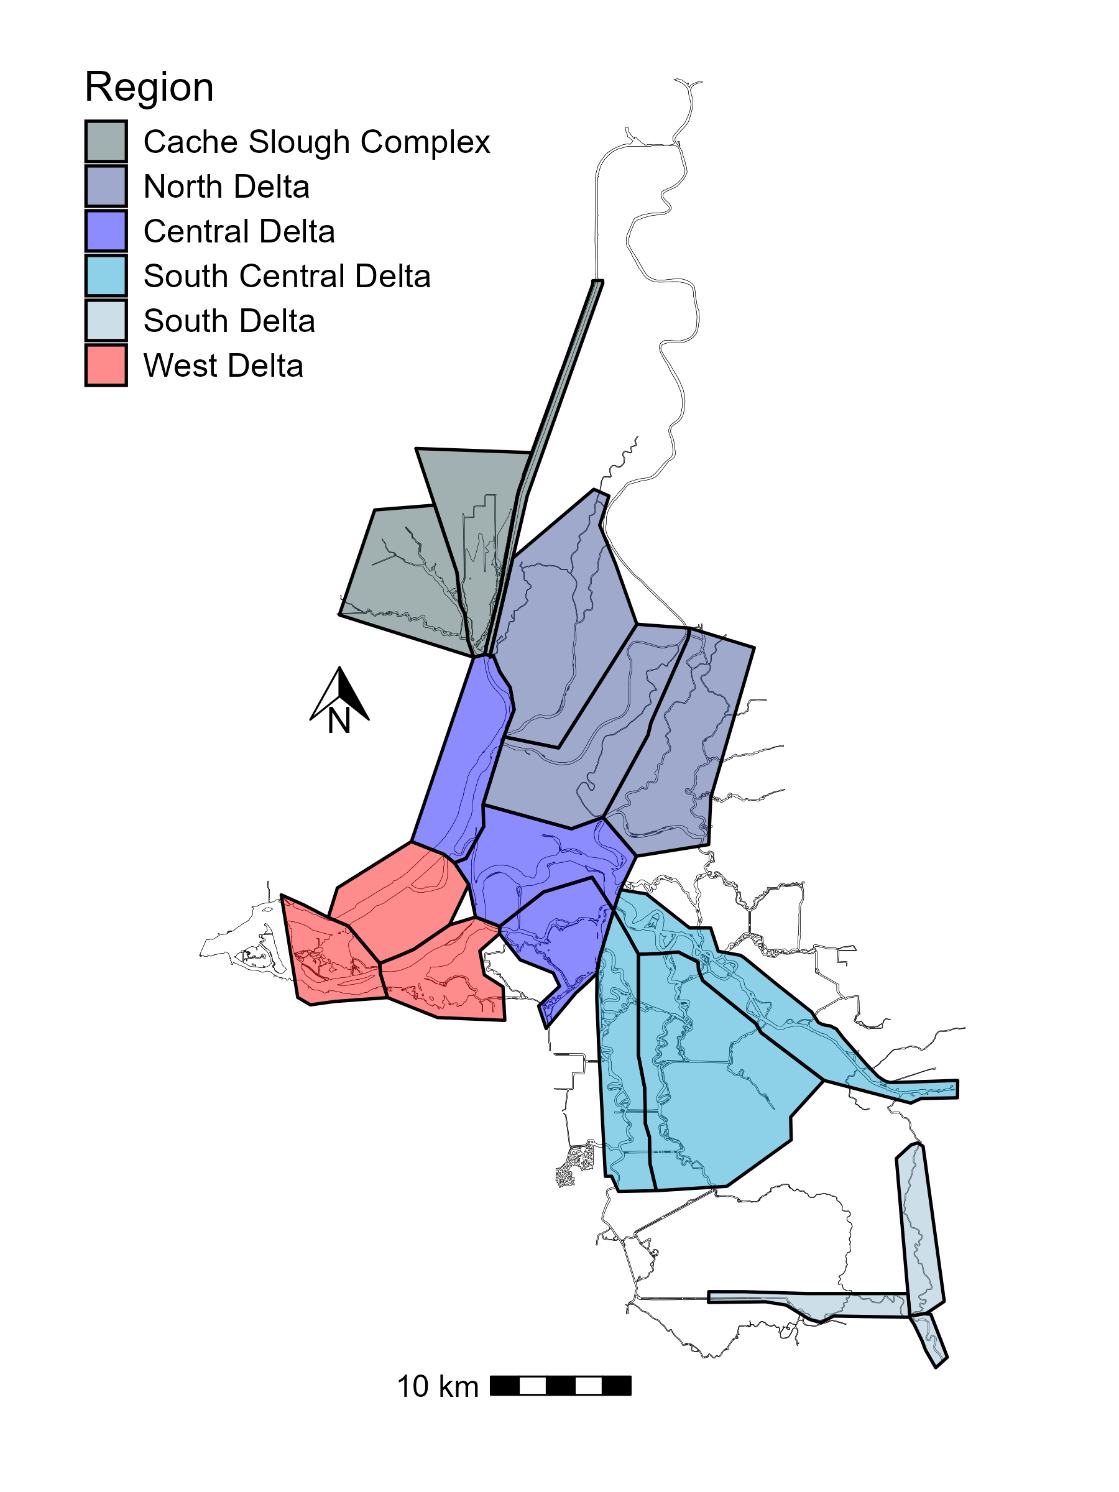 Region
Cache Slough Complex
North Delta
Central Delta
South Central Delta
South Delta
West Delta
N
10 km